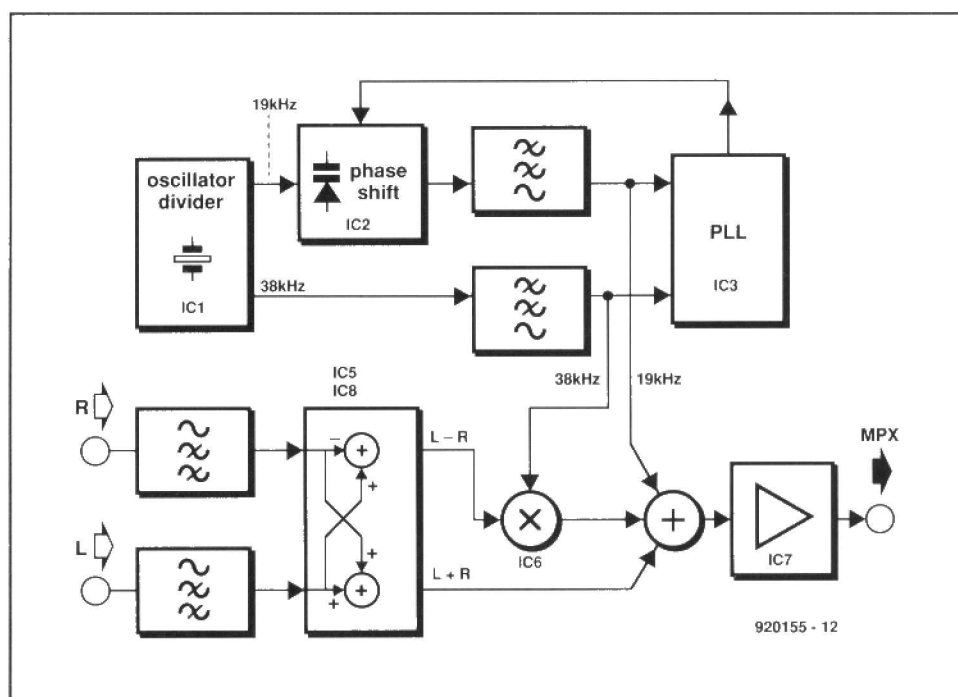 19kHz
oscillator
divider
IC1
phase
shift
IC2
PLL
IC3
38kHz
38kHz
19kHz
IC5
IC8
R
L
−
+
+
+
+
+
L − R
L + R
×
IC6
+
IC7
MPX
920155 - 12